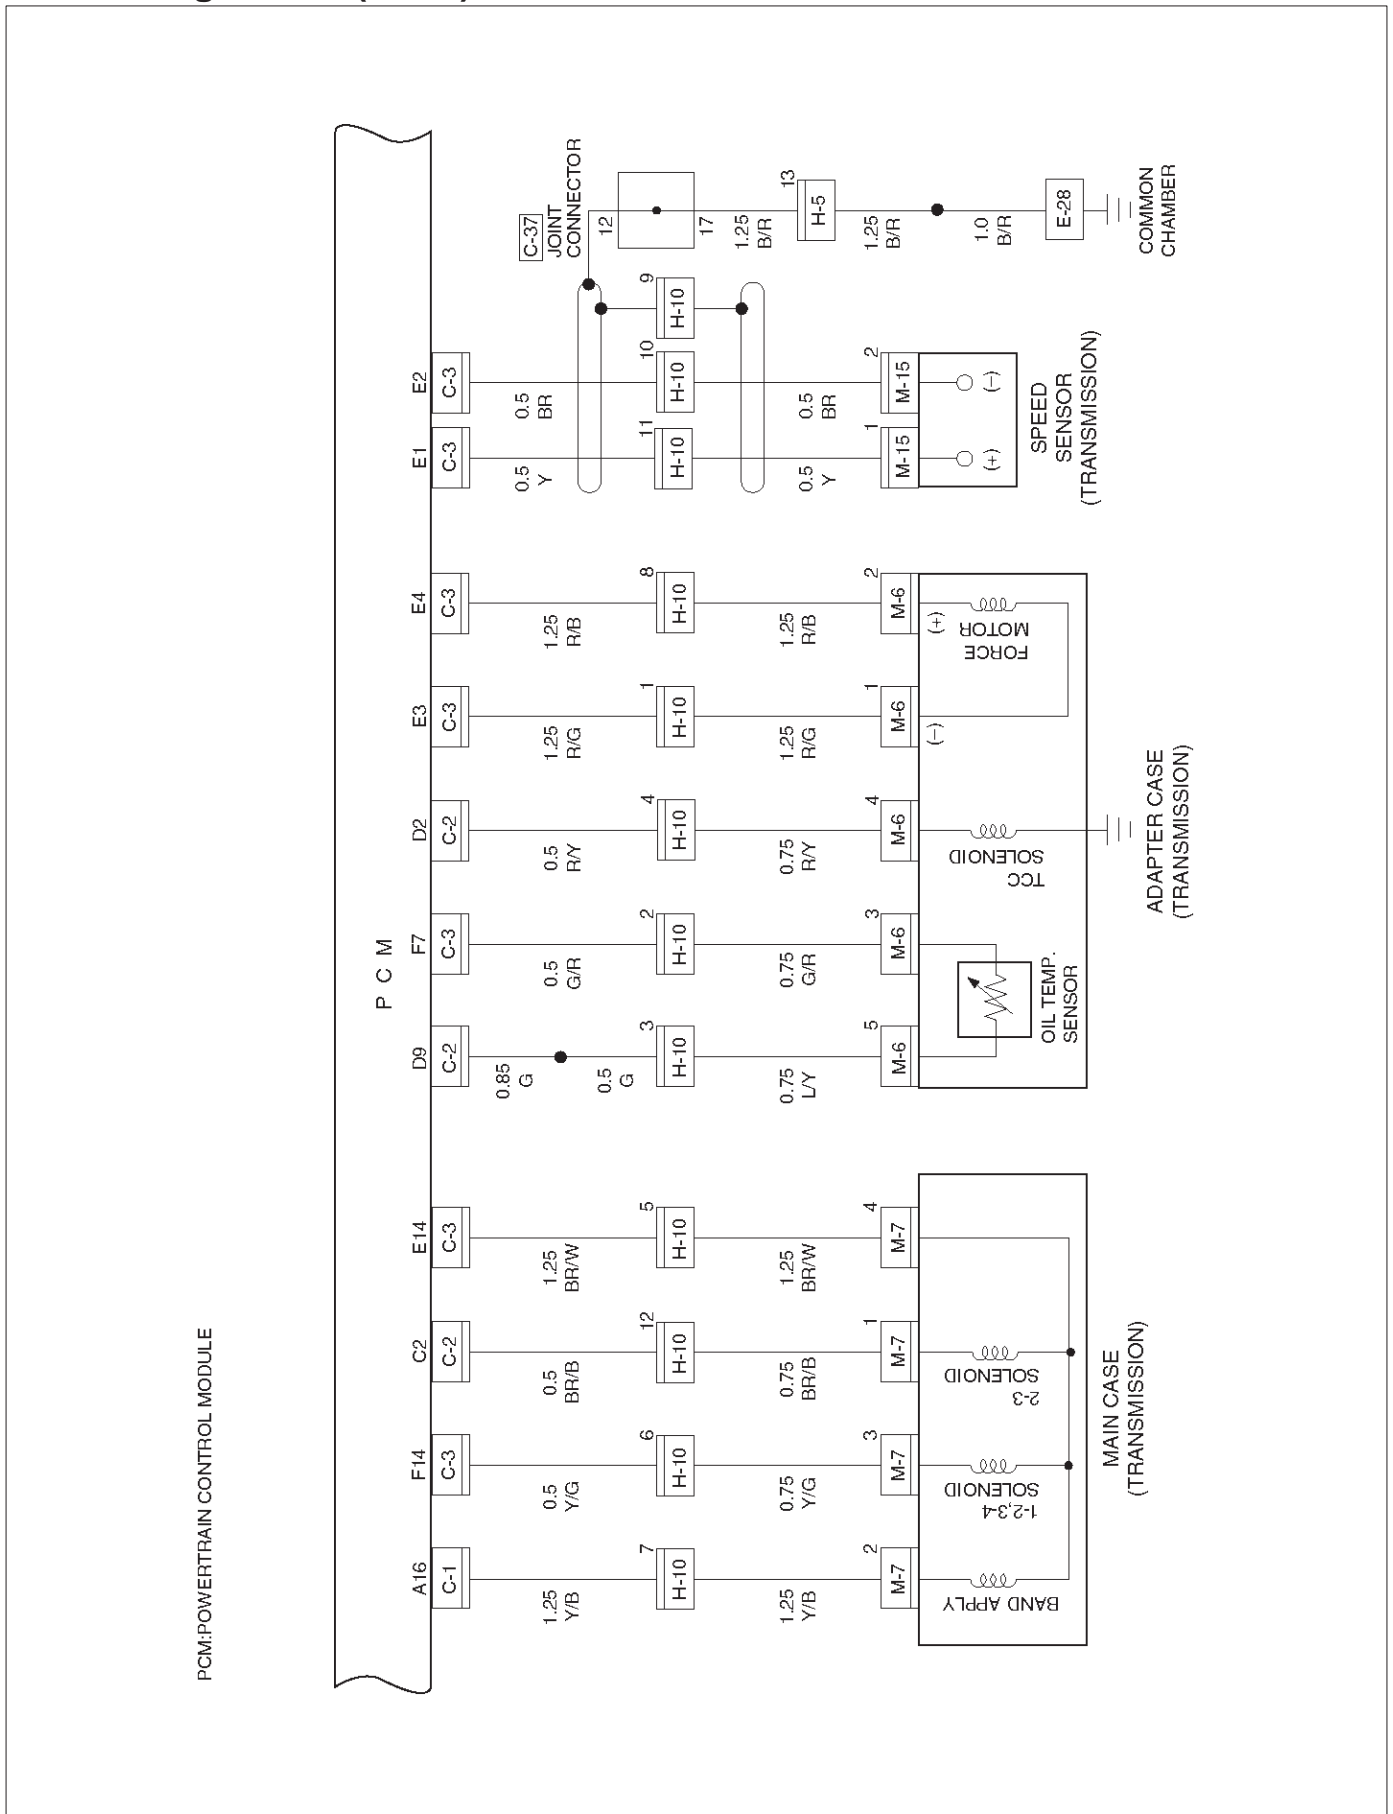 PCM:POWERTRAIN CONTROL MODULE
P C M
A16
C-1
1.25
Y/B
7
H-10
1.25
Y/B
2
M-7
BAND APPLY
F14
C-3
0.5
Y/G
6
H-10
0.75
Y/G
3
M-7
1-2,3-4
SOLENOID
C2
C-2
0.5
BR/B
12
H-10
0.75
BR/B
1
M-7
2-3
SOLENOID
E14
C-3
1.25
BR/W
5
H-10
1.25
BR/W
4
M-7
MAIN CASE
(TRANSMISSION)
D9
C-2
0.85
G
0.5
G
3
H-10
0.75
L/Y
5
M-6
OIL TEMP.
SENSOR
F7
C-3
0.5
G/R
2
H-10
0.75
G/R
3
M-6
D2
C-2
0.5
R/Y
4
H-10
0.75
R/Y
4
M-6
TCC
SOLENOID
E3
C-3
1.25
R/G
1
H-10
1.25
R/G
1
M-6
(−)
E4
C-3
1.25
R/B
8
H-10
1.25
R/B
2
M-6
(+)
FORCE
MOTOR
ADAPTER CASE
(TRANSMISSION)
E1
C-3
0.5
Y
11
H-10
0.5
Y
1
M-15
(+)
E2
C-3
0.5
BR
10
H-10
0.5
BR
2
M-15
(−)
SPEED
SENSOR
(TRANSMISSION)
9
H-10
C-37
JOINT
CONNECTOR
12
17
1.25
B/R
13
H-5
1.25
B/R
1.0
B/R
E-28
COMMON
CHAMBER